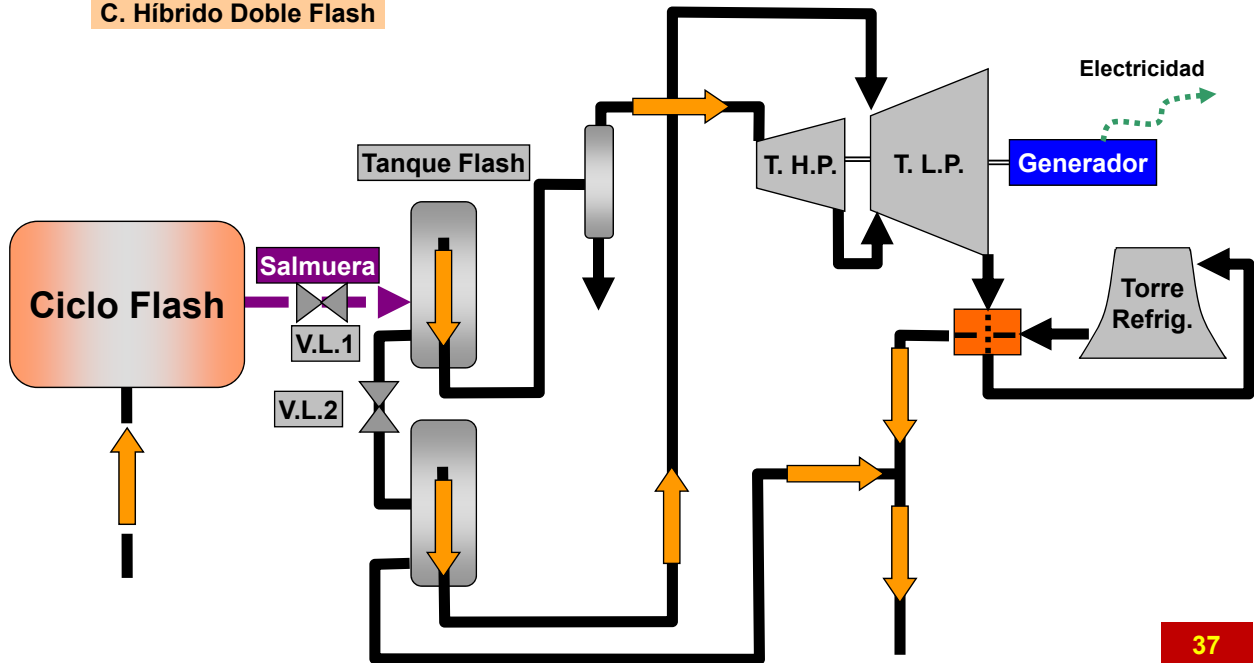 C. Híbrido Doble Flash
Electricidad
Tanque Flash
T. H.P.
T. L.P.
Generador
Salmuera
Ciclo Flash
V.L.1
Torre
Refrig.
V.L.2
37